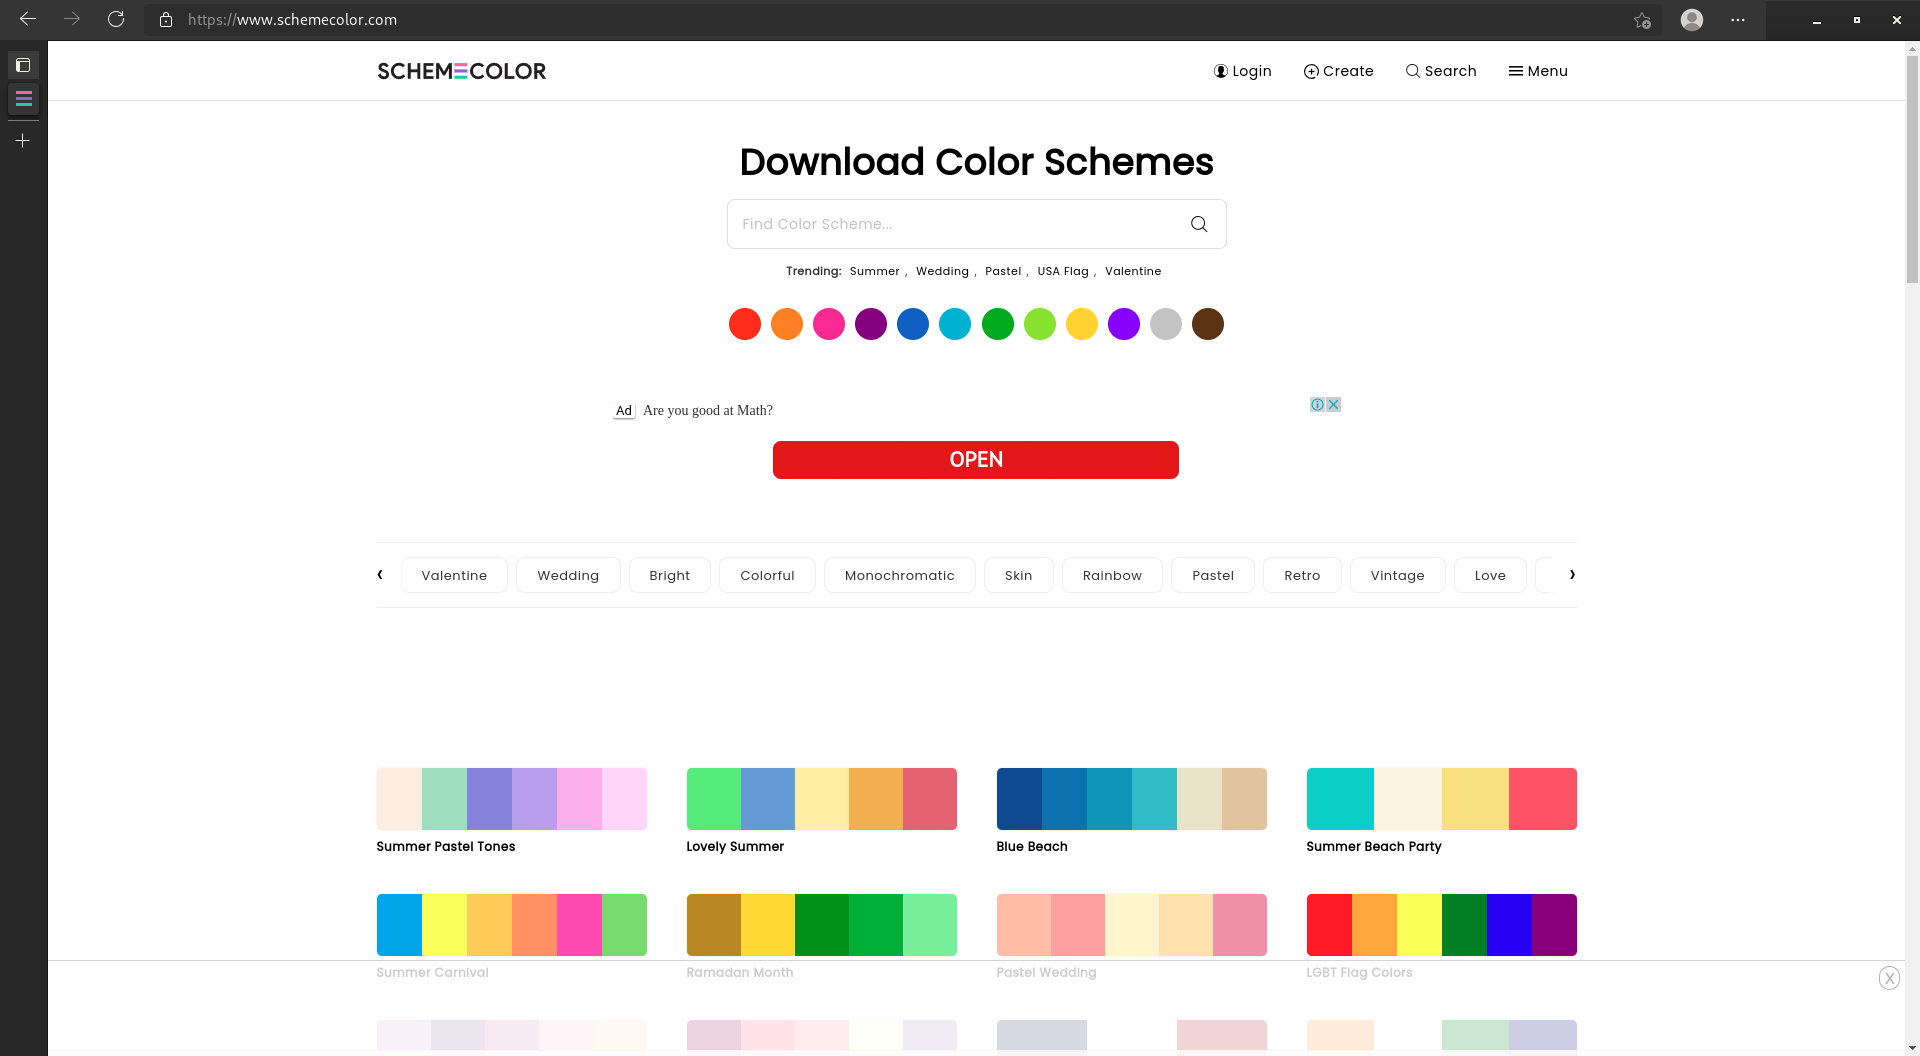 https://www.schemecolor.com
SCHEMECOLOR
Login
Create
Search
Menu
Download Color Schemes
Find Color Scheme...
Trending: Summer , Wedding , Pastel , USA Flag , Valentine
Ad Are you good at Math?
OPEN
‹ Valentine Wedding Bright Colorful Monochromatic Skin Rainbow Pastel Retro Vintage Love ›
Summer Pastel Tones
Lovely Summer
Blue Beach
Summer Beach Party
Summer Carnival
Ramadan Month
Pastel Wedding
LGBT Flag Colors
X